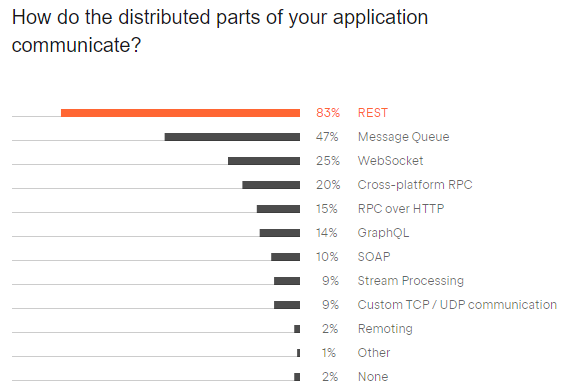 How do the distributed parts of your application
communicate?
83% REST
47% Message Queue
25% WebSocket
20% Cross-platform RPC
15% RPC over HTTP
14% GraphQL
10% SOAP
9% Stream Processing
9% Custom TCP / UDP communication
2% Remoting
1% Other
2% None